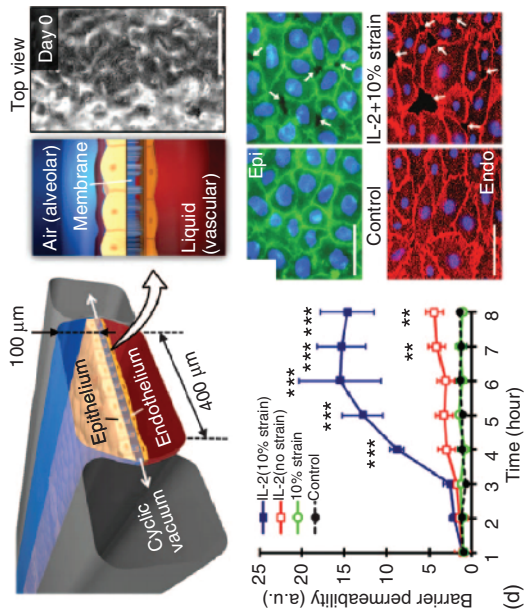 100 µm
Epithelium
Endothelium
400 µm
Cyclic
vacuum
Air (alveolar)
Membrane
Liquid
(vascular)
Top view
Day 0
Barrier permeability (a.u.)
25
20
15
10
5
0
IL-2(10% strain)
IL-2(no strain)
10% strain
Control
***
***
***
***
***
**
**
1
2
3
4
5
6
7
8
Time (hour)
(d)
Epi
Control
IL-2+10% strain
Endo